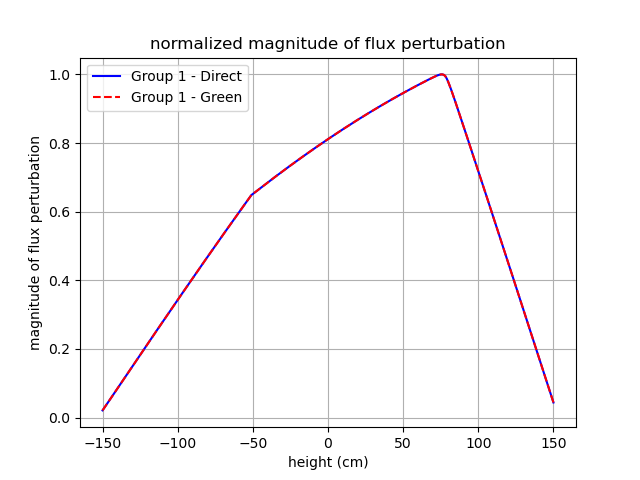 normalized magnitude of flux perturbation
Group 1 - Direct
Group 1 - Green
magnitude of flux perturbation
1.0
0.8
0.6
0.4
0.2
0.0
−150 −100 −50 0 50 100 150
height (cm)